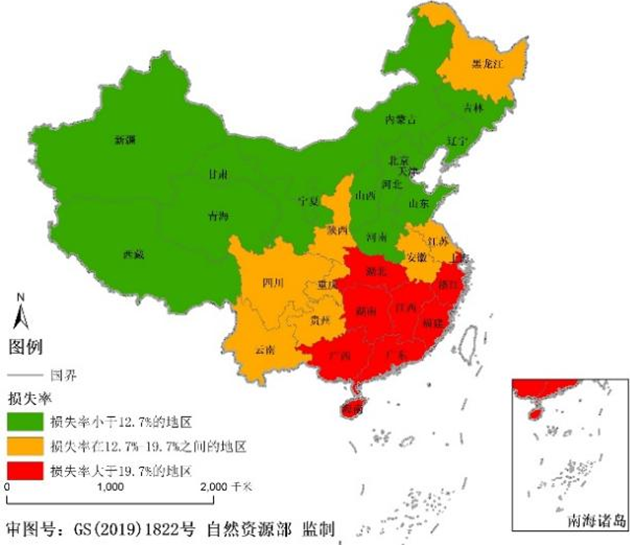 黑龙江
吉林
内蒙古
辽宁
新疆
北京
天津
甘肃
河北
宁夏
山西
山东
青海
陕西
河南
江苏
西藏
安徽
上海
四川
湖北
重庆
浙江
湖南
江西
贵州
福建
云南
广西
广东
海南
N
图例
国界
损失率
损失率小于12.7%的地区
损失率在12.7%-19.7%之间的地区
损失率大于19.7%的地区
0 1,000 2,000 千米
南海诸岛
审图号：GS(2019)1822号 自然资源部 监制